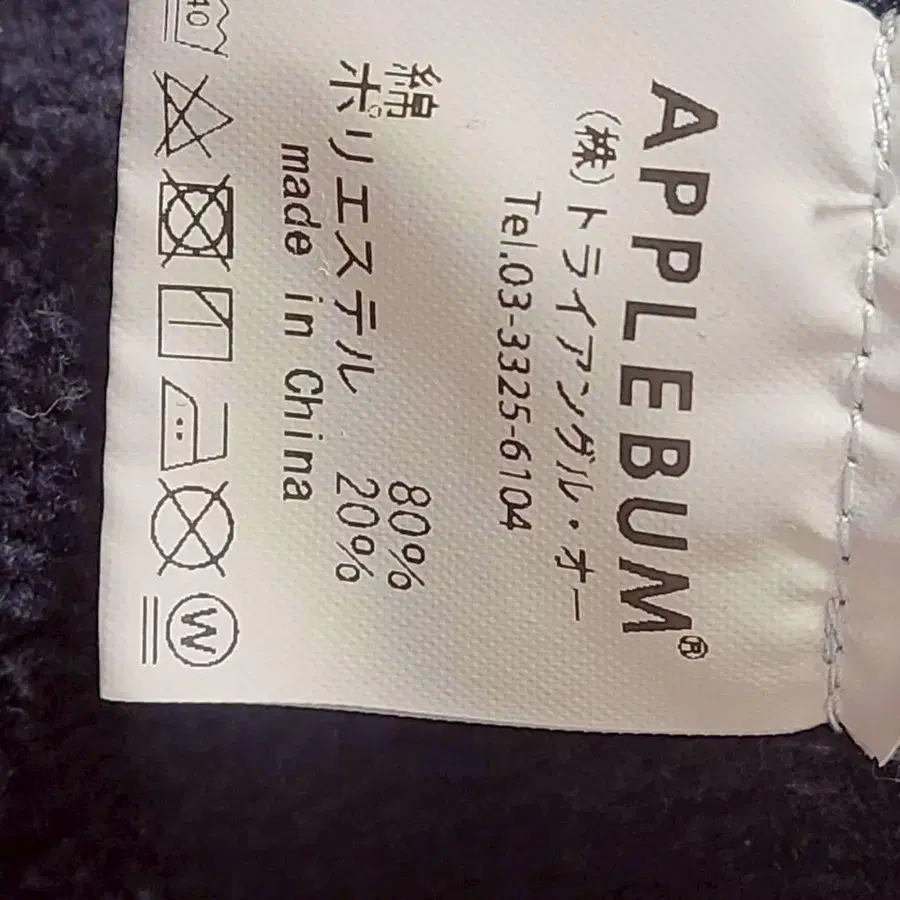 APPLEBUM®
(株)トライアングル・オー
Tel.03-3325-6104
綿 80%
ポリエステル 20%
made in China
40
W